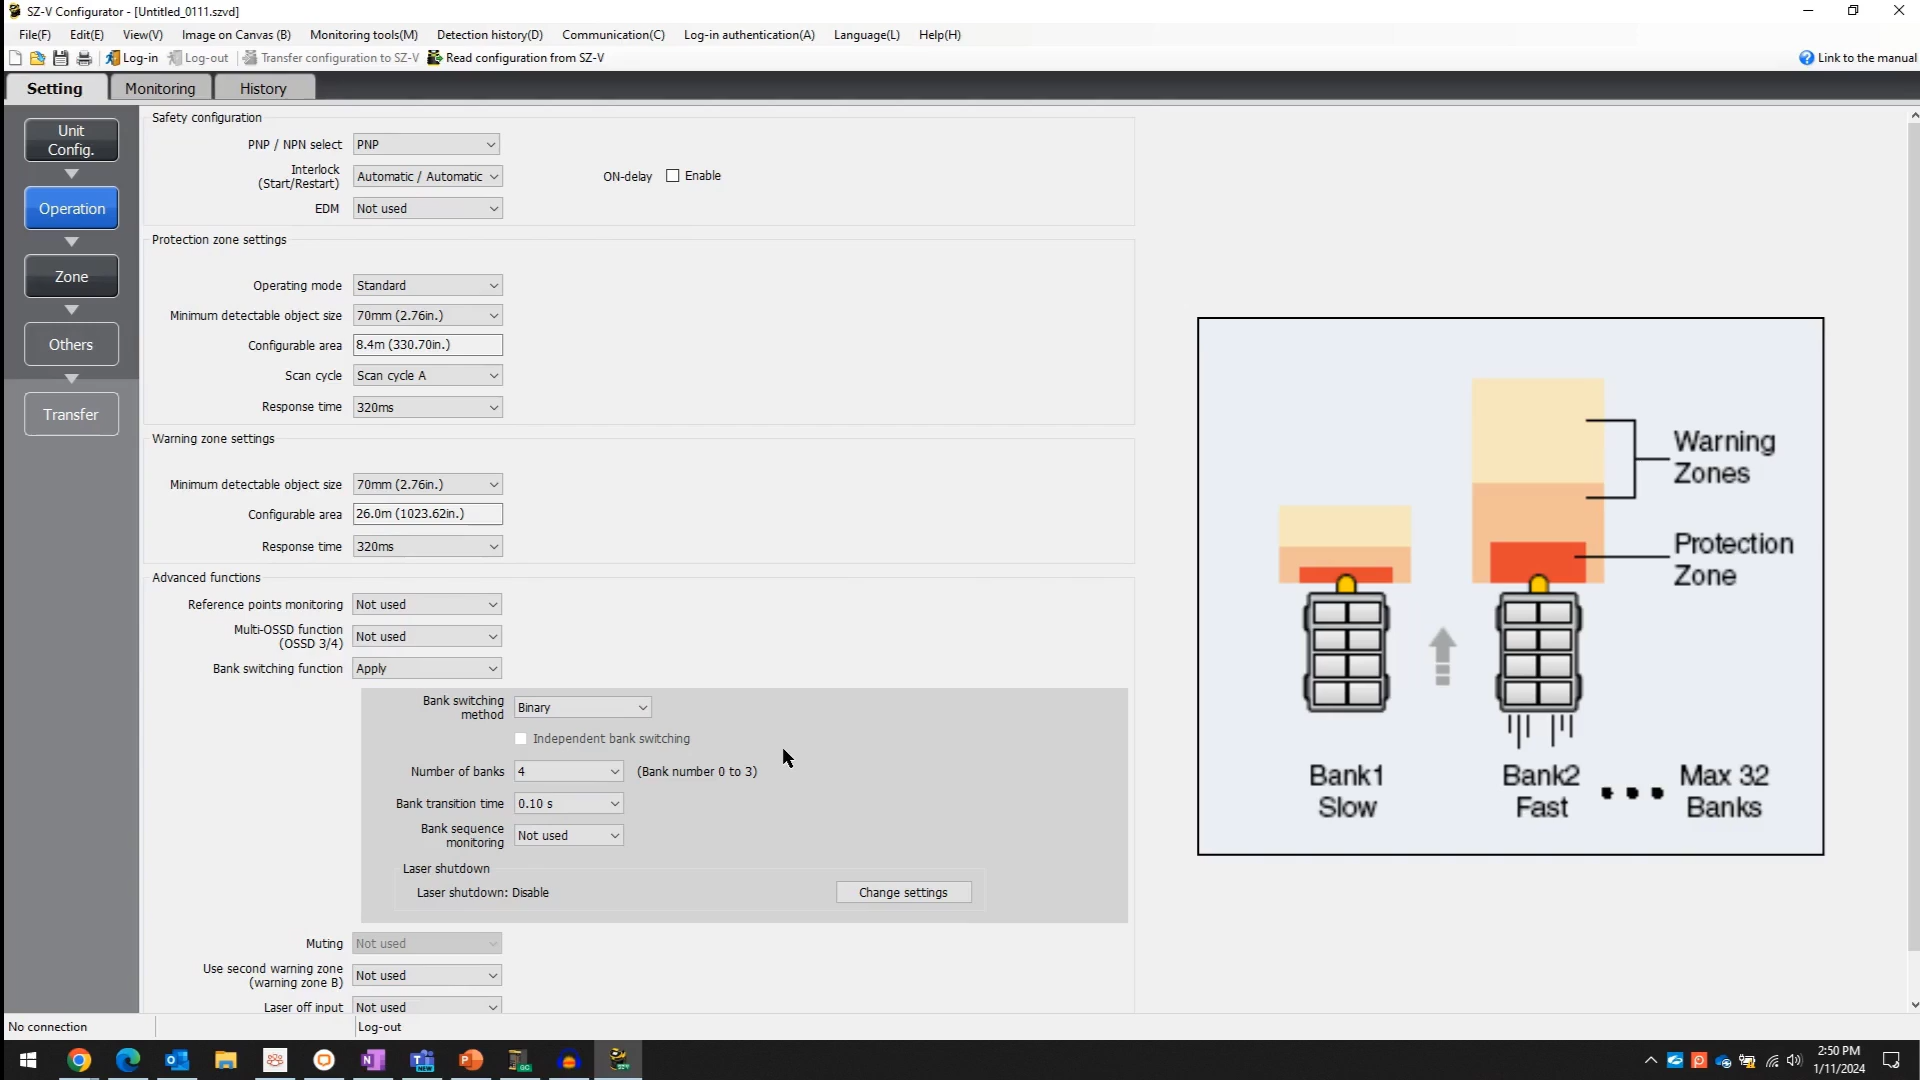 SZ-V Configurator - [Untitled_0111.szvd]
File(F) Edit(E) View(V) Image on Canvas (B) Monitoring tools(M) Detection history(D) Communication(C) Log-in authentication(A) Language(L) Help(H)
Log-in Log-out Transfer configuration to SZ-V Read configuration from SZ-V Link to the manual
Setting Monitoring History
Unit
Config.
Operation
Zone
Others
Transfer
Safety configuration
PNP / NPN select PNP
Interlock
(Start/Restart) Automatic / Automatic ON-delay Enable
EDM Not used
Protection zone settings
Operating mode Standard
Minimum detectable object size 70mm (2.76in.)
Configurable area 8.4m (330.70in.)
Scan cycle Scan cycle A
Response time 320ms
Warning zone settings
Minimum detectable object size 70mm (2.76in.)
Configurable area 26.0m (1023.62in.)
Response time 320ms
Advanced functions
Reference points monitoring Not used
Multi-OSSD function
(OSSD 3/4) Not used
Bank switching function Apply
Bank switching
method Binary
Independent bank switching
Number of banks 4 (Bank number 0 to 3)
Bank transition time 0.10 s
Bank sequence
monitoring Not used
Laser shutdown
Laser shutdown: Disable Change settings
Muting Not used
Use second warning zone
(warning zone B) Not used
Laser off input Not used
Warning
Zones
Protection
Zone
Bank1
Slow
Bank2
Fast
Max 32
Banks
No connection Log-out
2:50 PM
1/11/2024